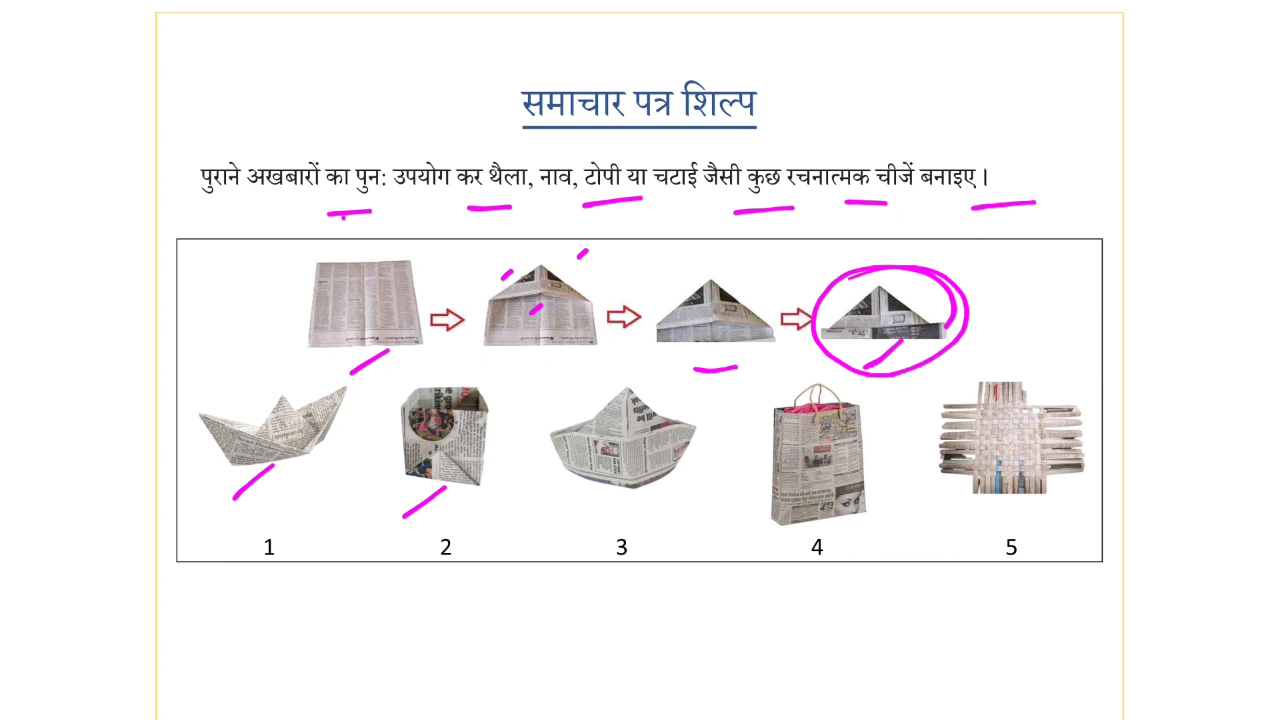 समाचार पत्र शिल्प
पुराने अखबारों का पुन: उपयोग कर थैला, नाव, टोपी या चटाई जैसी कुछ रचनात्मक चीजें बनाइए।
1 2 3 4 5